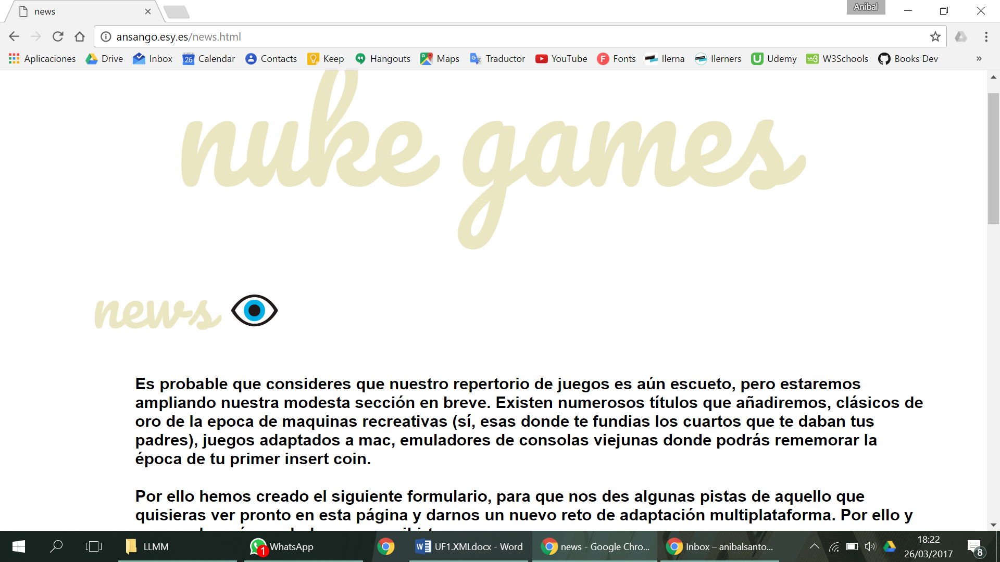 news
Anibal
ansango.esy.es/news.html
Aplicaciones Drive Inbox 26 Calendar Contacts Keep Hangouts Maps Traductor YouTube F Fonts Ilerna Ilerners U Udemy w3 W3Schools Books Dev »
nuke games
news
Es probable que consideres que nuestro repertorio de juegos es aún escueto, pero estaremos
ampliando nuestra modesta sección en breve. Existen numerosos títulos que añadiremos, clásicos de
oro de la epoca de maquinas recreativas (sí, esas donde te fundias los cuartos que te daban tus
padres), juegos adaptados a mac, emuladores de consolas viejunas donde podrás rememorar la
época de tu primer insert coin.
Por ello hemos creado el siguiente formulario, para que nos des algunas pistas de aquello que
quisieras ver pronto en esta página y darnos un nuevo reto de adaptación multiplataforma. Por ello y
LLMM 1 WhatsApp UF1.XMLdocx - Word news - Google Chro... Inbox – anibalsanto... 18:22
26/03/2017 8